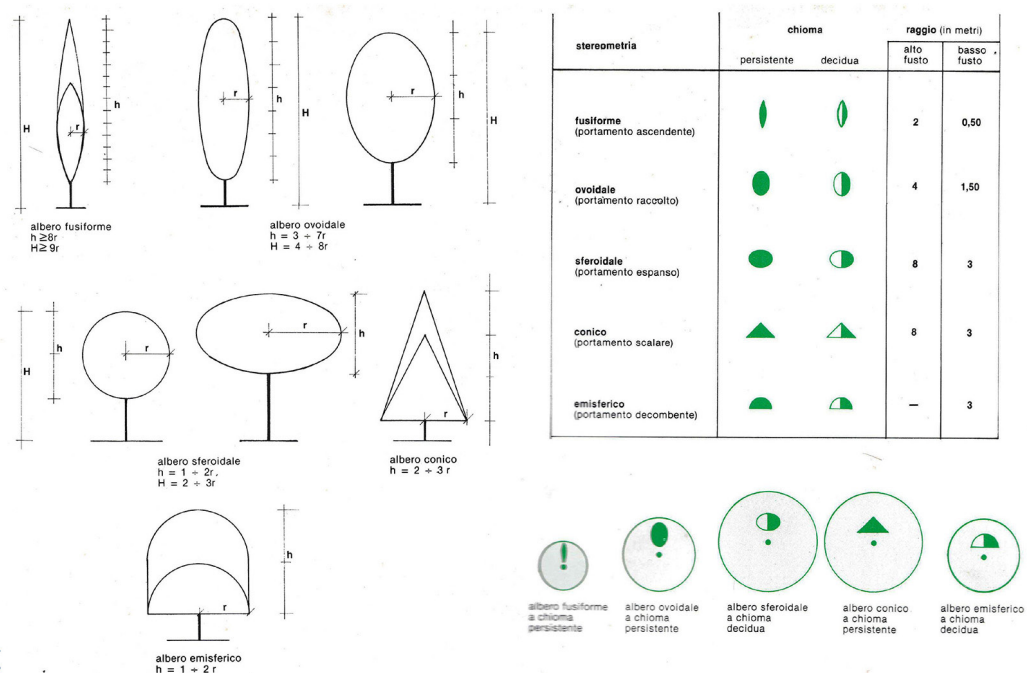 H
r
h
albero fusiforme
h ≥8r
H≥ 9r
r
h
H
r
h
H
albero ovoidale
h = 3 ÷ 7r
H = 4 ÷ 8r
H
h
r
r
h
albero sferoidale
h = 1 ÷ 2r.
H = 2 ÷ 3r
r
h
albero conico
h = 2 ÷ 3 r
r
h
albero emisferico
h = 1 ÷ 2 r
stereometria
chioma
raggio (in metri)
persistente
decidua
alto
fusto
basso
fusto
fusiforme
(portamento ascendente)
2
0,50
ovoidale
(portamento raccolto)
4
1,50
sferoidale
(portamento espanso)
8
3
conico
(portamento scalare)
8
3
emisferico
(portamento decombente)
—
3
albero fusiforme
a chioma
persistente
albero ovoidale
a chioma
persistente
albero sferoidale
a chioma
decidua
albero conico
a chioma
persistente
albero emisferico
a chioma
decidua